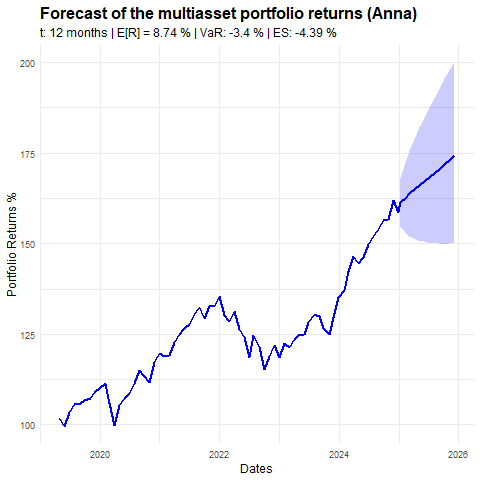 Forecast of the multiasset portfolio returns (Anna)
t: 12 months | E[R] = 8.74 % | VaR: -3.4 % | ES: -4.39 %
Portfolio Returns %
200
175
150
125
100
2020
2022
2024
2026
Dates